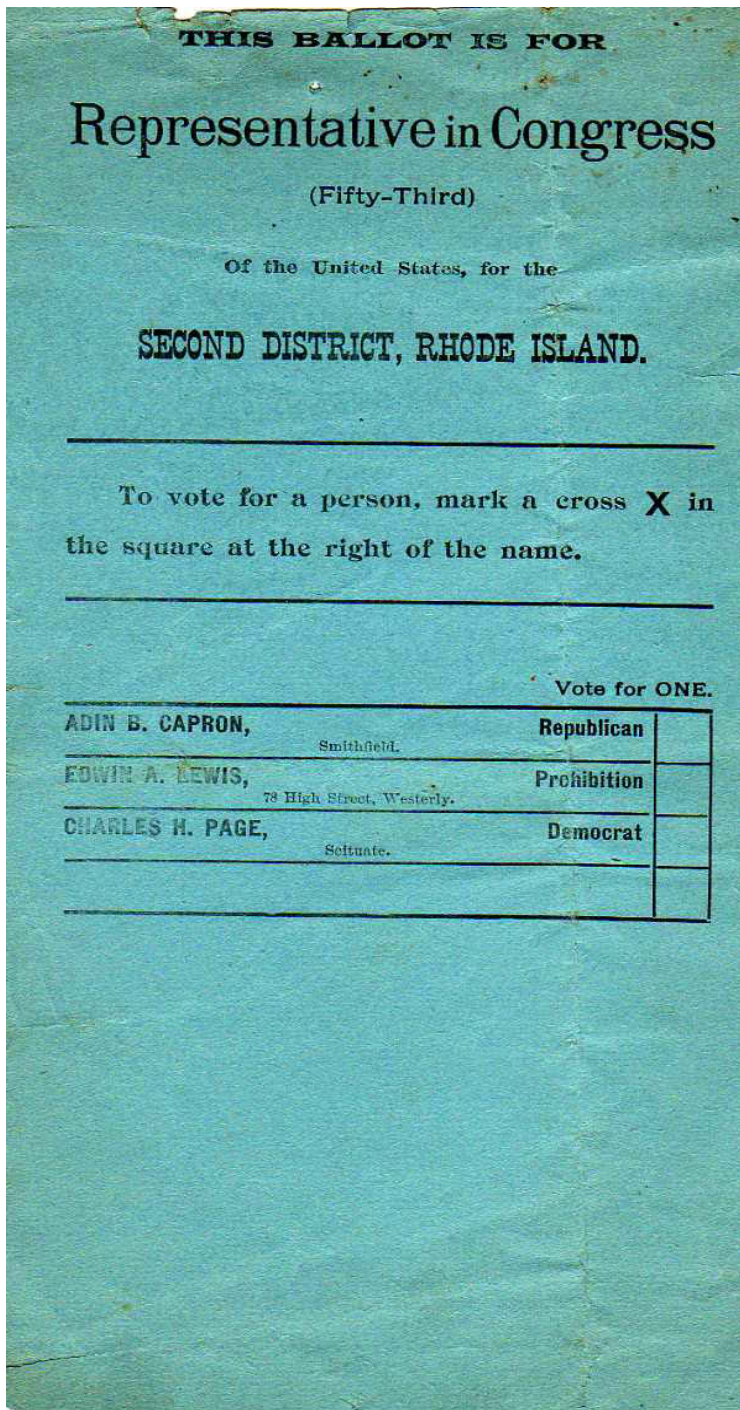 THIS BALLOT IS FOR
Representative in Congress
(Fifty-Third)
Of the United States, for the
SECOND DISTRICT, RHODE ISLAND.
To vote for a person, mark a cross X in
the square at the right of the name.
Vote for ONE.
ADIN B. CAPRON, Republican
Smithfield.
EDWIN A. LEWIS, Prohibition
78 High Street, Westerly.
CHARLES H. PAGE, Democrat
Scituate.